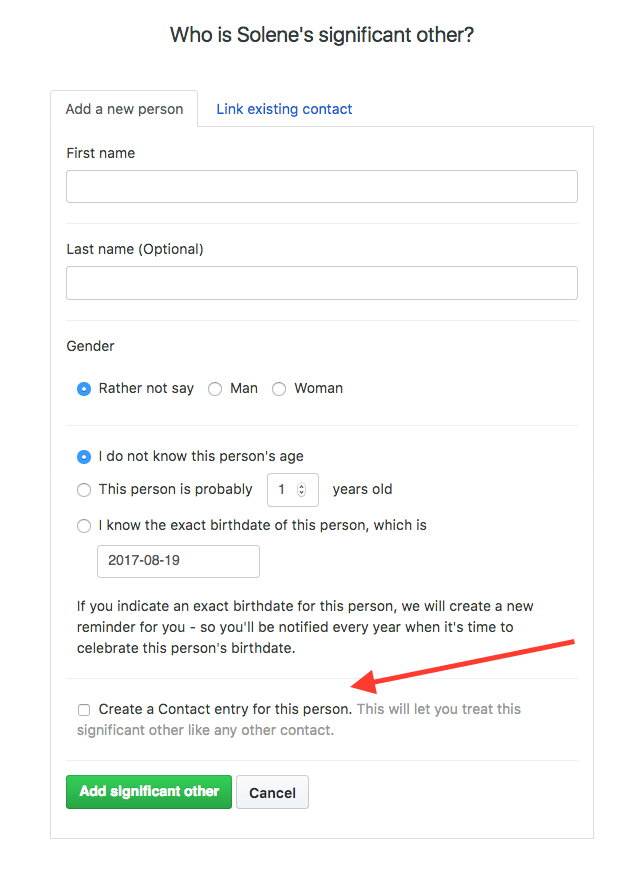 Who is Solene's significant other?
Add a new person Link existing contact
First name
Last name (Optional)
Gender
Rather not say Man Woman
I do not know this person's age
This person is probably 1 years old
I know the exact birthdate of this person, which is
2017-08-19
If you indicate an exact birthdate for this person, we will create a new
reminder for you - so you'll be notified every year when it's time to
celebrate this person's birthdate.
Create a Contact entry for this person. This will let you treat this
significant other like any other contact.
Add significant other Cancel